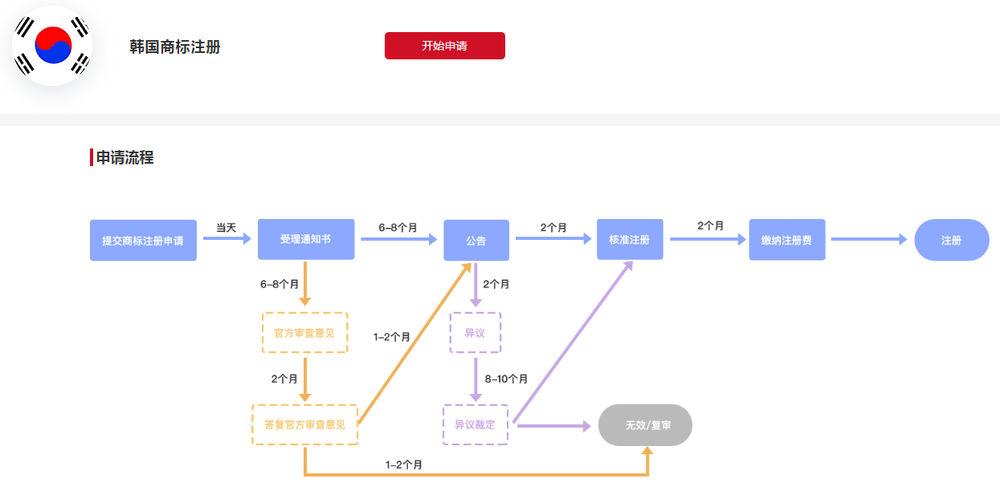 韩国商标注册
开始申请
申请流程
提交商标注册申请
当天
受理通知书
6-8个月
公告
2个月
核准注册
2个月
缴纳注册费
注册
6-8个月
2个月
官方审查意见
1-2个月
异议
2个月
8-10个月
答复官方审查意见
异议裁定
无效/复审
1-2个月